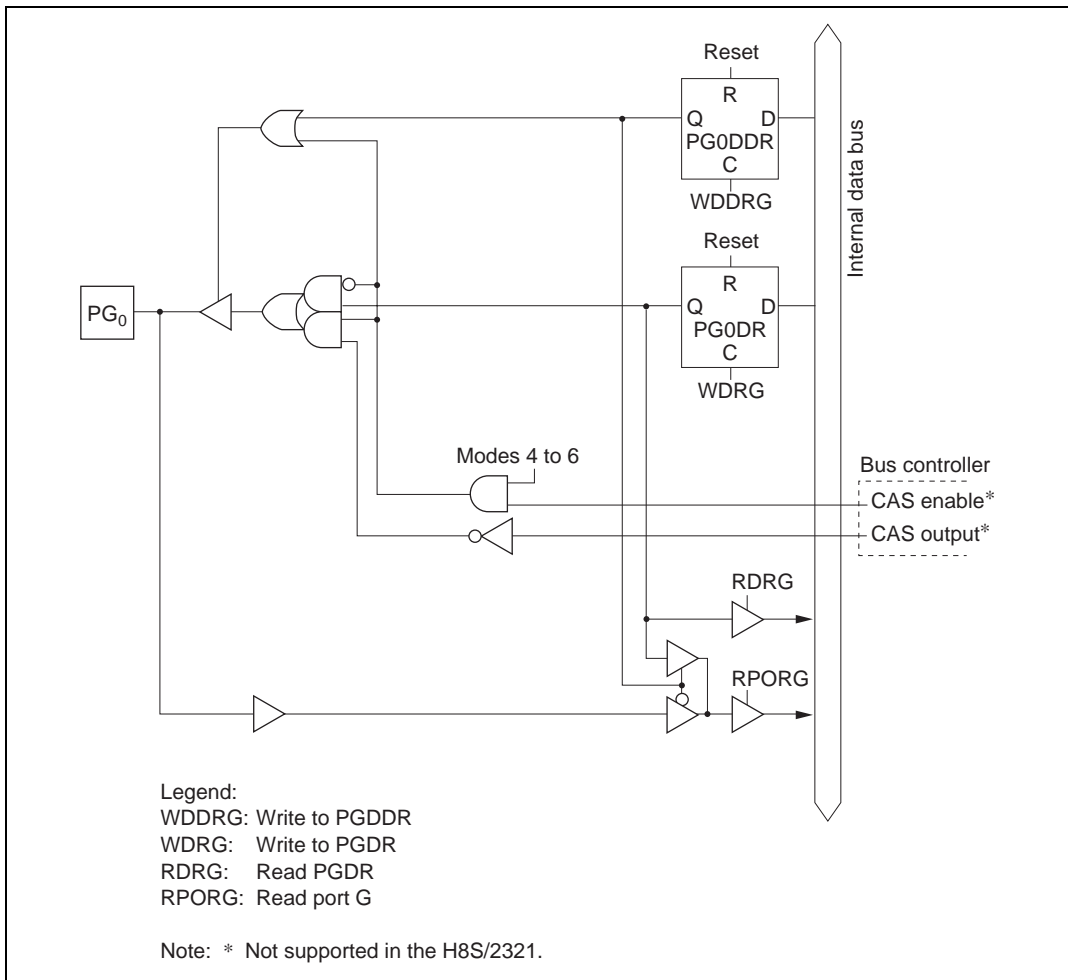 Reset
R
Q D
PG0DDR
C
WDDRG
Internal data bus
Reset
R
Q D
PG0DR
C
WDRG
PG0
Modes 4 to 6
Bus controller
CAS enable*
CAS output*
RDRG
RPORG
Legend:
WDDRG: Write to PGDDR
WDRG: Write to PGDR
RDRG: Read PGDR
RPORG: Read port G
Note: * Not supported in the H8S/2321.